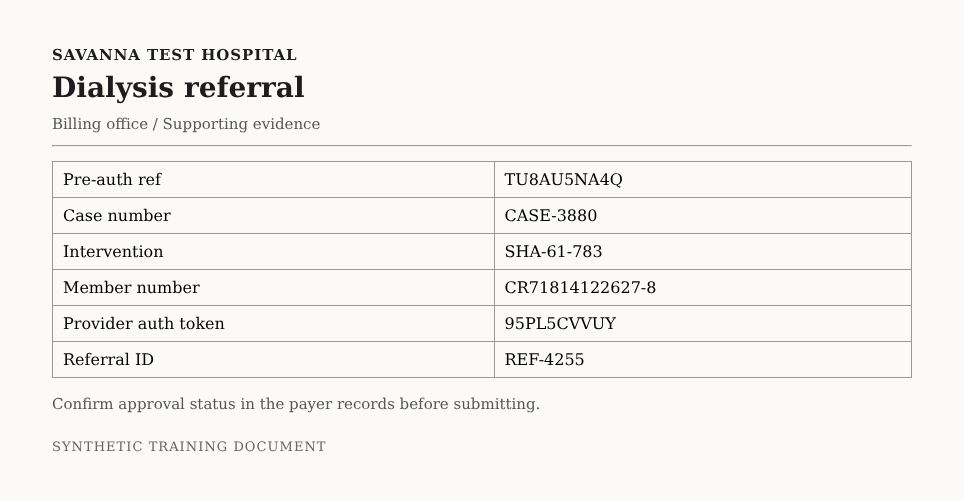 SAVANNA TEST HOSPITAL
Dialysis referral
Billing office / Supporting evidence
Pre-auth ref TU8AU5NA4Q
Case number CASE-3880
Intervention SHA-61-783
Member number CR71814122627-8
Provider auth token 95PL5CVVUY
Referral ID REF-4255
Confirm approval status in the payer records before submitting.
SYNTHETIC TRAINING DOCUMENT